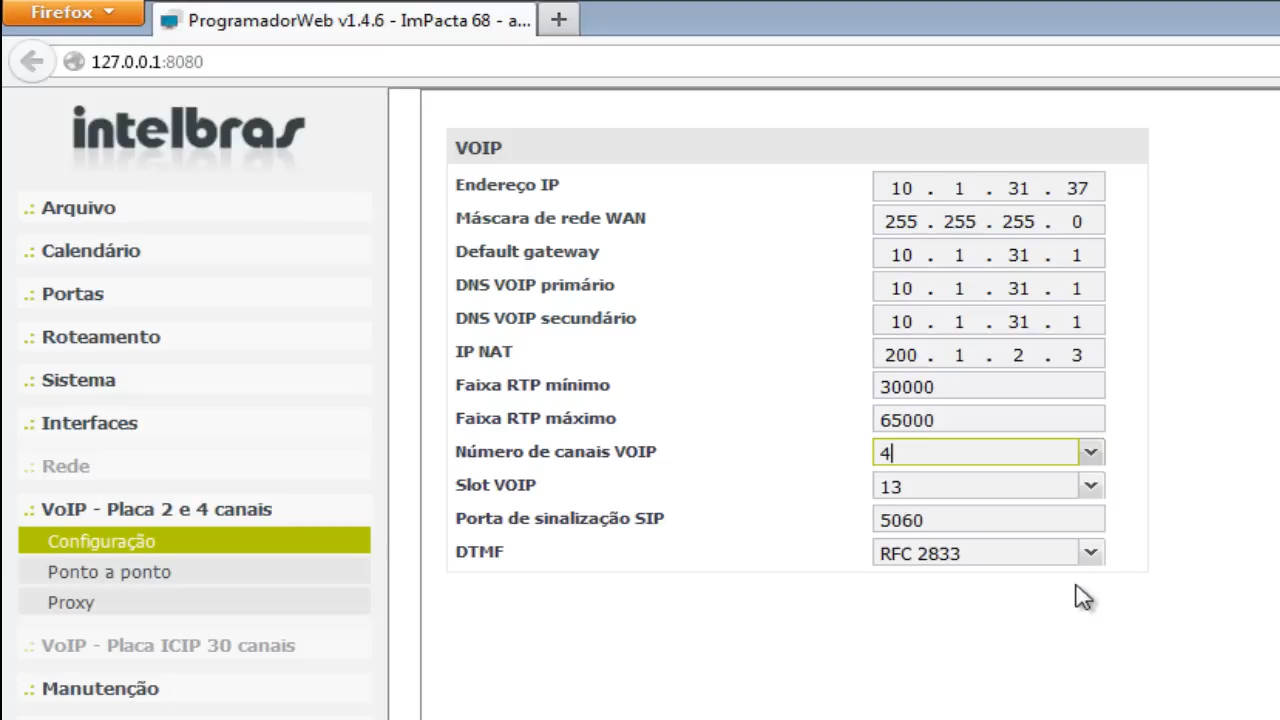 Firefox
ProgramadorWeb v1.4.6 - ImPacta 68 - a...
127.0.0.1:8080
intelbras
.: Arquivo
.: Calendário
.: Portas
.: Roteamento
.: Sistema
.: Interfaces
.: Rede
.: VoIP - Placa 2 e 4 canais
Configuração
Ponto a ponto
Proxy
.: VoIP - Placa ICIP 30 canais
.: Manutenção
VOIP
Endereço IP 10 . 1 . 31 . 37
Máscara de rede WAN 255 . 255 . 255 . 0
Default gateway 10 . 1 . 31 . 1
DNS VOIP primário 10 . 1 . 31 . 1
DNS VOIP secundário 10 . 1 . 31 . 1
IP NAT 200 . 1 . 2 . 3
Faixa RTP mínimo 30000
Faixa RTP máximo 65000
Número de canais VOIP 4
Slot VOIP 13
Porta de sinalização SIP 5060
DTMF RFC 2833